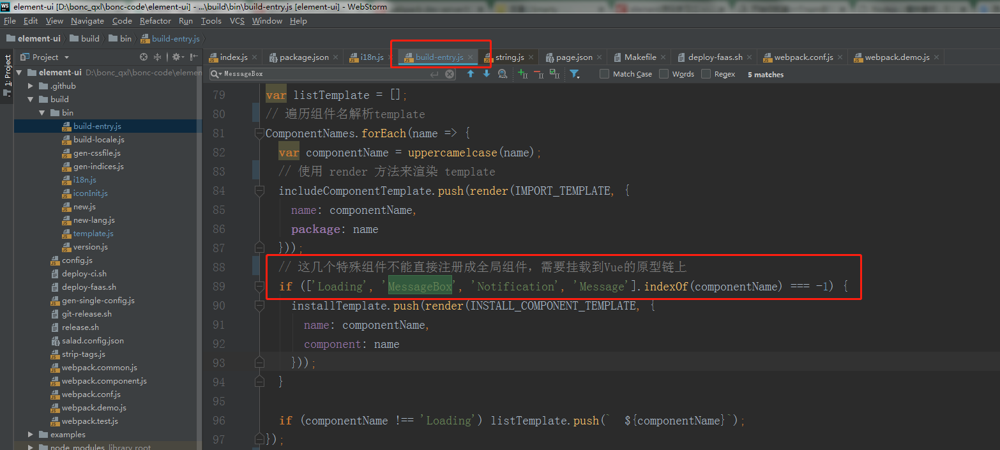 WS element-ui [D:\bonc_qxl\bonc-code\element-ui] - ...\build\bin\build-entry.js [element-ui] - WebStorm
File Edit View Navigate Code Refactor Run Tools VCS Window Help
element-ui build bin build-entry.js
1: Project
Project
index.js package.json i18n.js build-entry.js string.js page.json Makefile deploy-faas.sh webpack.conf.js webpack.demo.js
MessageBox Match Case Words Regex 5 matches
element-ui D:\bonc_qxl\bonc-code\elemen
.github
build
bin
build-entry.js
build-locale.js
gen-cssfile.js
gen-indices.js
i18n.js
iconInit.js
new.js
new-lang.js
template.js
version.js
config.js
deploy-ci.sh
deploy-faas.sh
gen-single-config.js
git-release.sh
release.sh
salad.config.json
strip-tags.js
webpack.common.js
webpack.component.js
webpack.conf.js
webpack.demo.js
webpack.test.js
examples
node_modules library root
79 var listTemplate = [];
80 // 遍历组件名解析template
81 ComponentNames.forEach(name => {
82 var componentName = uppercamelcase(name);
83 // 使用 render 方法来渲染 template
84 includeComponentTemplate.push(render(IMPORT_TEMPLATE, {
85 name: componentName,
86 package: name
87 }));
88 // 这几个特殊组件不能直接注册成全局组件，需要挂载到Vue的原型链上
89 if (['Loading', 'MessageBox', 'Notification', 'Message'].indexOf(componentName) === -1) {
90 installTemplate.push(render(INSTALL_COMPONENT_TEMPLATE, {
91 name: componentName,
92 component: name
93 }));
94 }
95
96 if (componentName !== 'Loading') listTemplate.push(`  ${componentName}`);
97 });